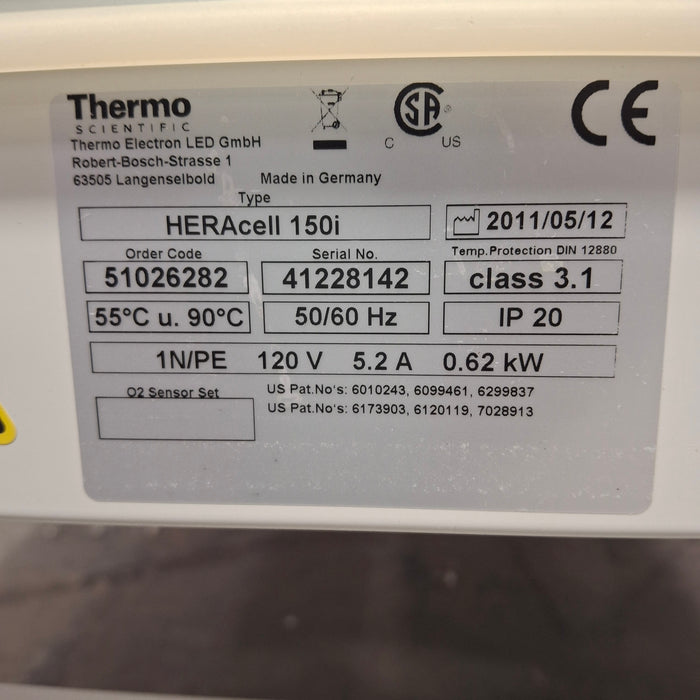 Thermo
SCIENTIFIC
Thermo Electron LED GmbH
Robert-Bosch-Strasse 1
63505 Langenselbold Made in Germany
SA
C US
CE
Type
HERAcell 150i
2011/05/12
Order Code Serial No. Temp.Protection DIN 12880
51026282 41228142 class 3.1
55°C u. 90°C 50/60 Hz IP 20
1N/PE 120 V 5.2 A 0.62 kW
O2 Sensor Set
US Pat.No's: 6010243, 6099461, 6299837
US Pat.No's: 6173903, 6120119, 7028913